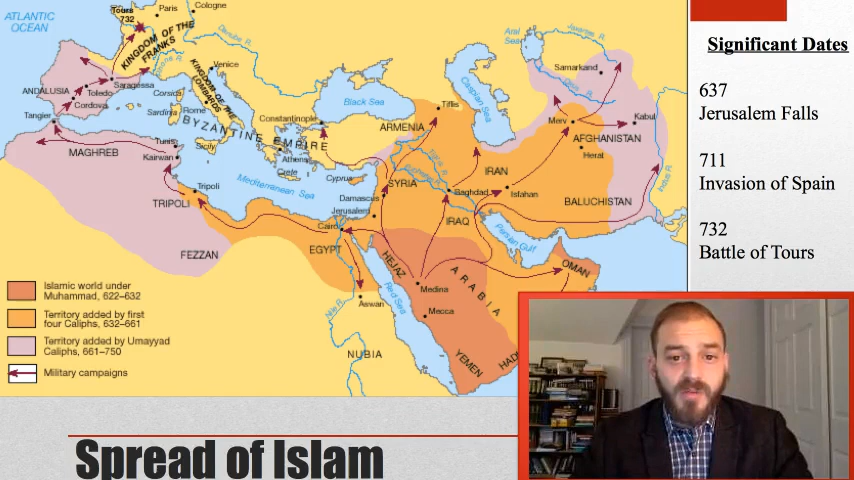 ATLANTIC
OCEAN
Tours
732
Paris
Cologne
KINGDOM OF THE
FRANKS
Danube R.
Rhone R.
Venice
KINGDOM OF THE
LOMBARDS
Saragossa
ANDALUSIA
Toledo
Cordova
Corsica
Rome
Sardinia
Tangier
Sicily
BYZANTINE EMPIRE
Constantinople
Athens
Crete
Black Sea
Tiflis
Caspian Sea
Aral
Sea
Jaxartes R.
Oxus R.
Samarkand
Merv
Kabul
AFGHANISTAN
Herat
ARMENIA
MAGHREB
Tunis
Kairwan
Mediterranean Sea
Cyprus
SYRIA
Damascus
Jerusalem
Baghdad
IRAN
Isfahan
IRAQ
BALUCHISTAN
Indus R.
Persian Gulf
Tripoli
TRIPOLI
Cairo
EGYPT
FEZZAN
HEJAZ
ARABIA
OMAN
Medina
Mecca
Red Sea
Nile R.
Aswan
NUBIA
YEMEN
Islamic world under
Muhammad, 622–632
Territory added by first
four Caliphs, 632–661
Territory added by Umayyad
Caliphs, 661–750
Military campaigns
Significant Dates
637
Jerusalem Falls
711
Invasion of Spain
732
Battle of Tours
Spread of Islam